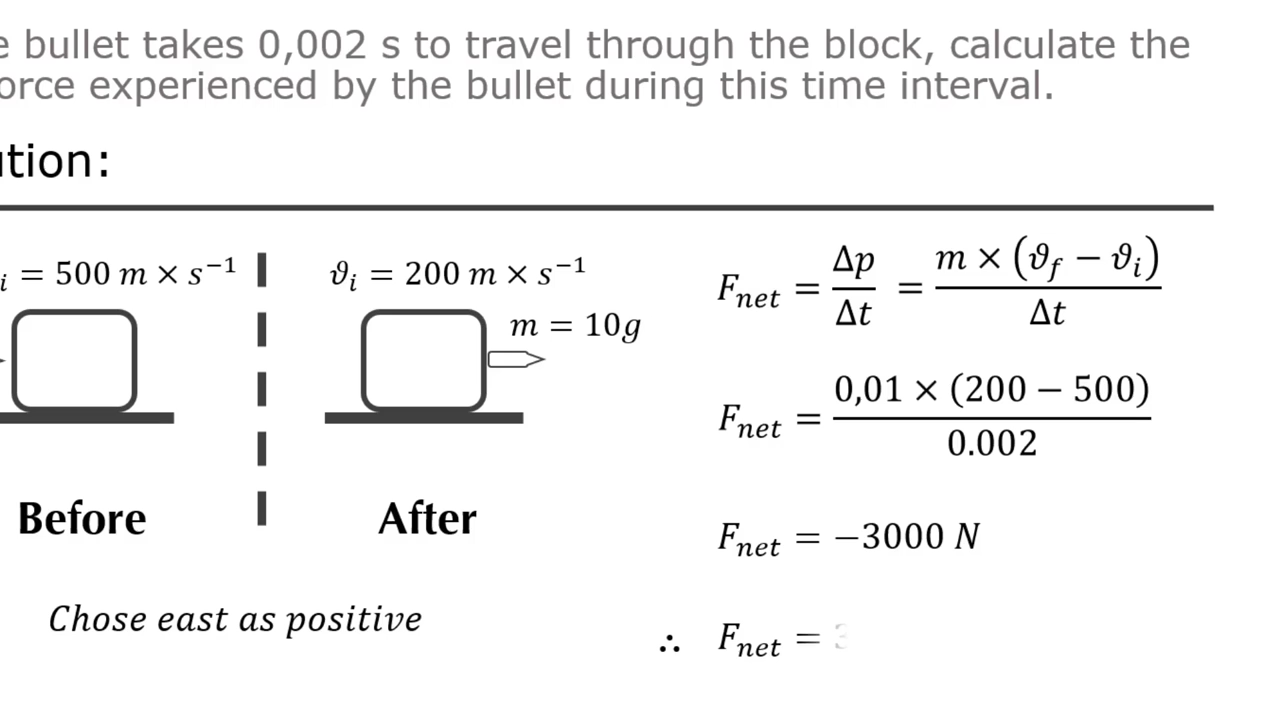 bullet takes 0,002 s to travel through the block, calculate the
experienced by the bullet during this time interval.
i = 500 m × s⁻¹
ϑi = 200 m × s⁻¹
m = 10g
Before
After
Chose east as positive
Fnet = Δp/Δt = m × (ϑf − ϑi)/Δt
Fnet = 0,01 × (200 − 500)/0.002
Fnet = −3000 N
∴ Fnet =